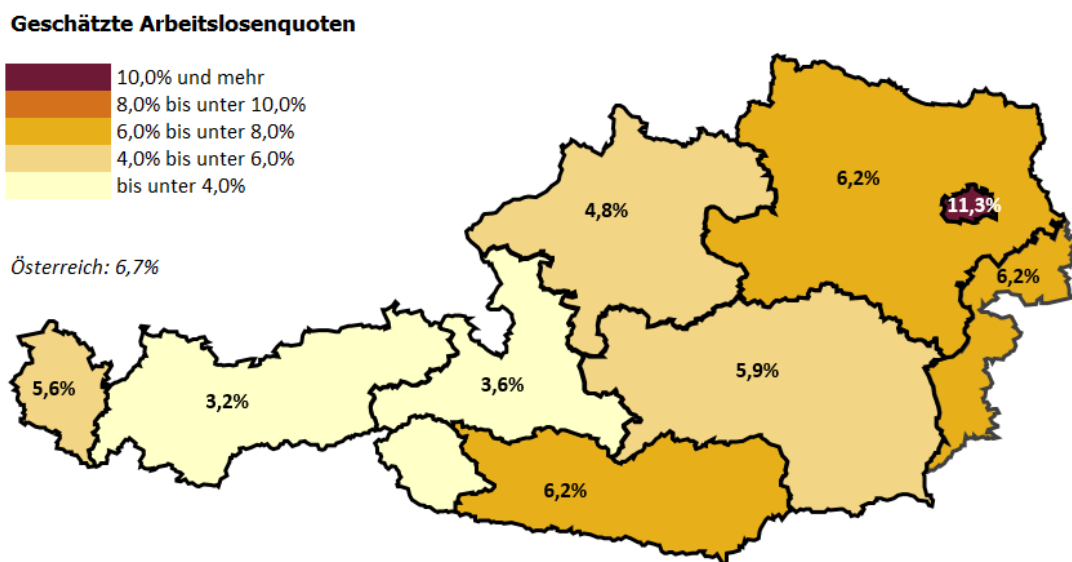 Geschätzte Arbeitslosenquoten
10,0% und mehr
8,0% bis unter 10,0%
6,0% bis unter 8,0%
4,0% bis unter 6,0%
bis unter 4,0%
Österreich: 6,7%
6,2%
11,3%
4,8%
6,2%
5,6%
3,2%
3,6%
5,9%
6,2%